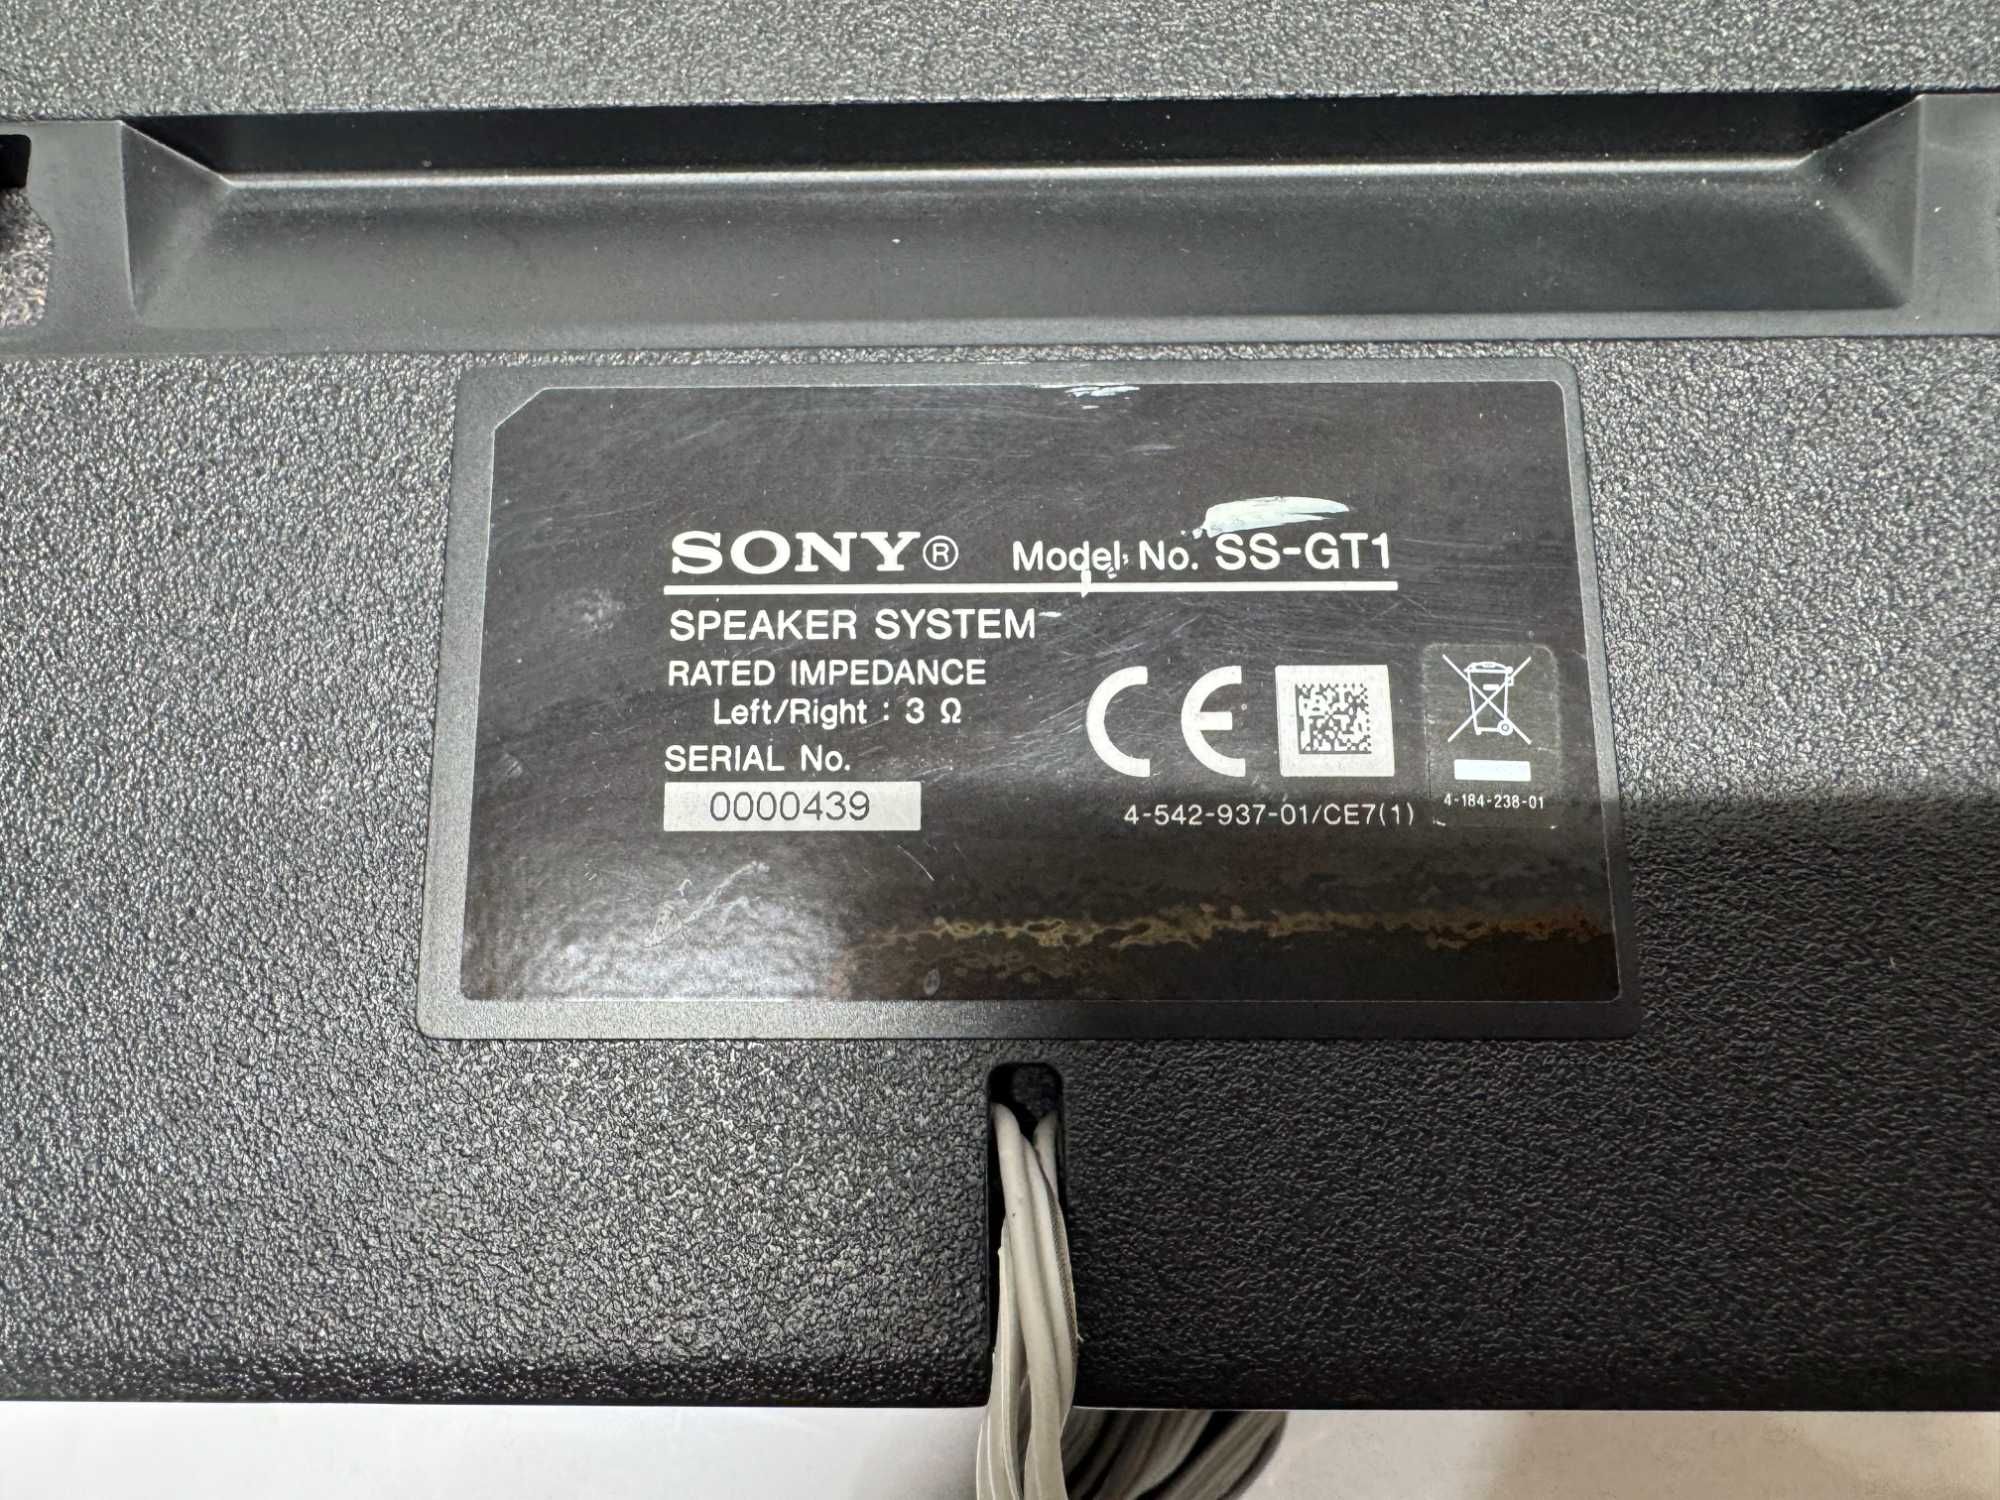 SONY® Model No. SS-GT1
SPEAKER SYSTEM
RATED IMPEDANCE
Left/Right : 3 Ω
SERIAL No.
0000439
CE
4-542-937-01/CE7(1)
4-184-238-01